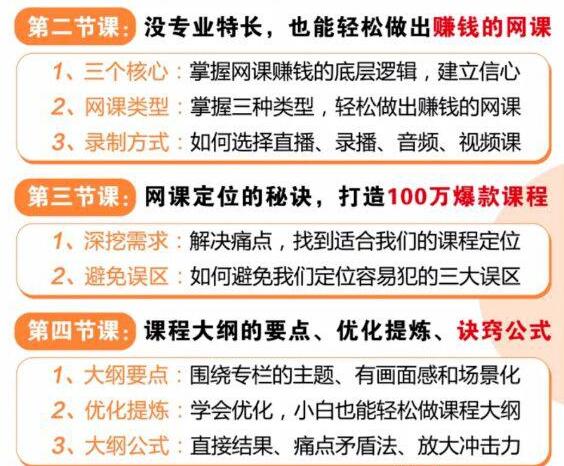 第二节课：没专业特长，也能轻松做出赚钱的网课
1、三个核心：掌握网课赚钱的底层逻辑，建立信心
2、网课类型：掌握三种类型，轻松做出赚钱的网课
3、录制方式：如何选择直播、录播、音频、视频课
第三节课：网课定位的秘诀，打造100万爆款课程
1、深挖需求：解决痛点，找到适合我们的课程定位
2、避免误区：如何避免我们定位容易犯的三大误区
第四节课：课程大纲的要点、优化提炼、诀窍公式
1、大纲要点：围绕专栏的主题、有画面感和场景化
2、优化提炼：学会优化，小白也能轻松做课程大纲
3、大纲公式：直接结果、痛点矛盾法、放大冲击力